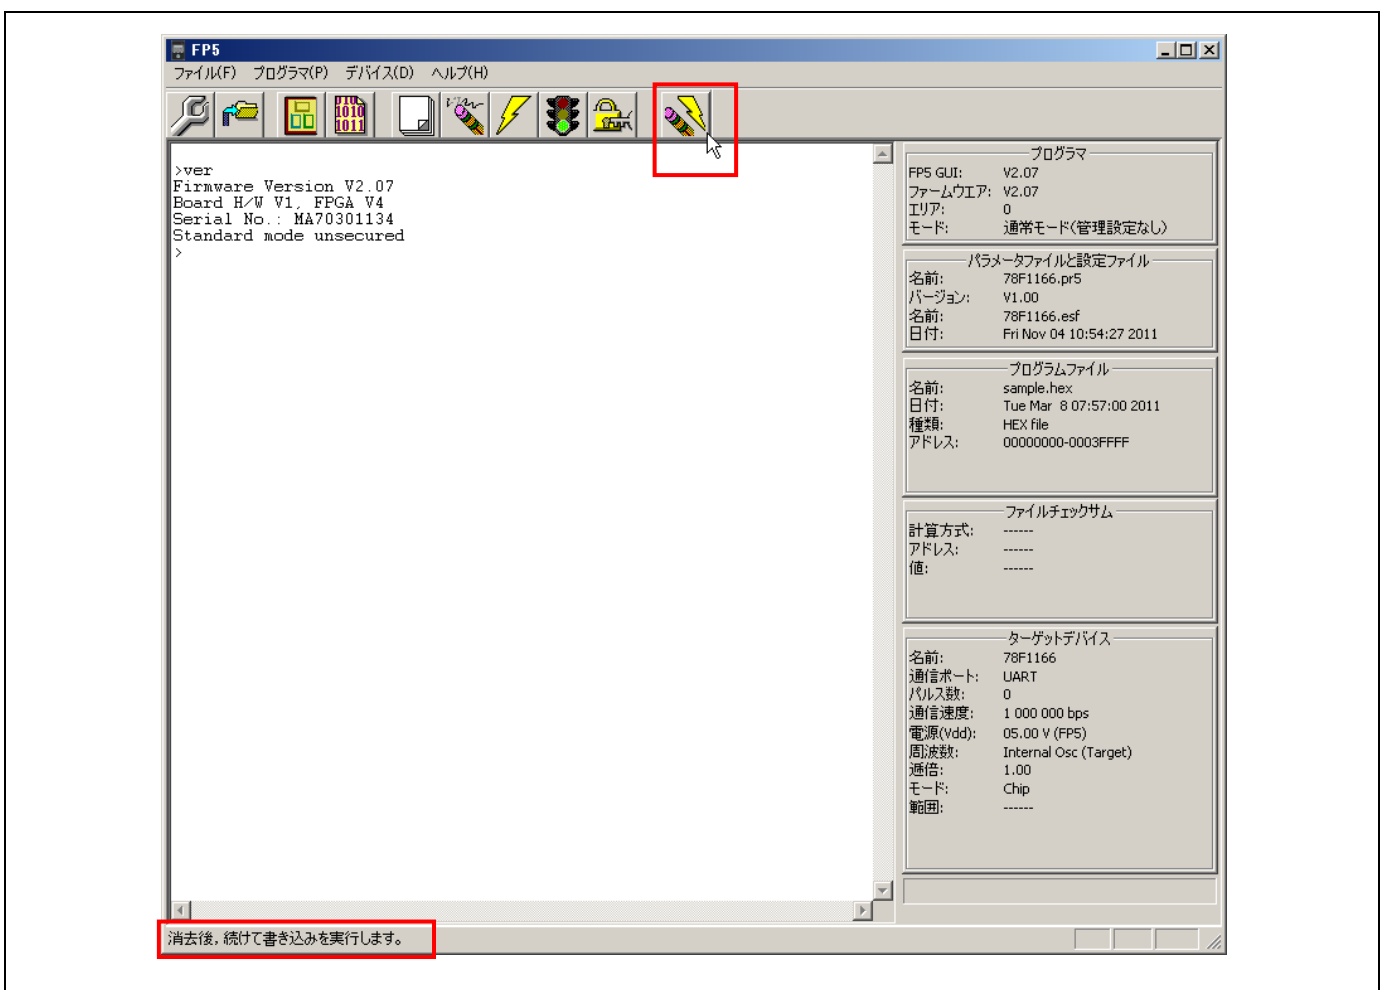 FP5
ファイル(F) プログラマ(P) デバイス(D) ヘルプ(H)
010
1010
1011
>ver
Firmware Version V2.07
Board H/W V1, FPGA V4
Serial No.: MA70301134
Standard mode unsecured
>
プログラマ
FP5 GUI: V2.07
ファームウエア: V2.07
エリア: 0
モード: 通常モード(管理設定なし)
パラメータファイルと設定ファイル
名前: 78F1166.pr5
バージョン: V1.00
名前: 78F1166.esf
日付: Fri Nov 04 10:54:27 2011
プログラムファイル
名前: sample.hex
日付: Tue Mar 8 07:57:00 2011
種類: HEX file
アドレス: 00000000-0003FFFF
ファイルチェックサム
計算方式: ------
アドレス: ------
値: ------
ターゲットデバイス
名前: 78F1166
通信ポート: UART
パルス数: 0
通信速度: 1 000 000 bps
電源(Vdd): 05.00 V (FP5)
周波数: Internal Osc (Target)
逓倍: 1.00
モード: Chip
範囲: ------
消去後，続けて書き込みを実行します。